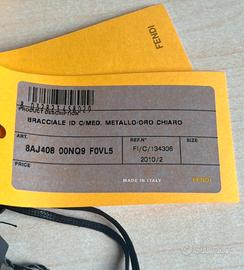 FENDI
PRODUCT DESCRIPTION
BRACCIALE ID C/MED. METALLO/ORO CHIARO
ART. REF.N° SIZE
8AJ408 00NQ9 F0VL5 FI/C/134306
2010/2
PRICE
MADE IN ITALY FENDI